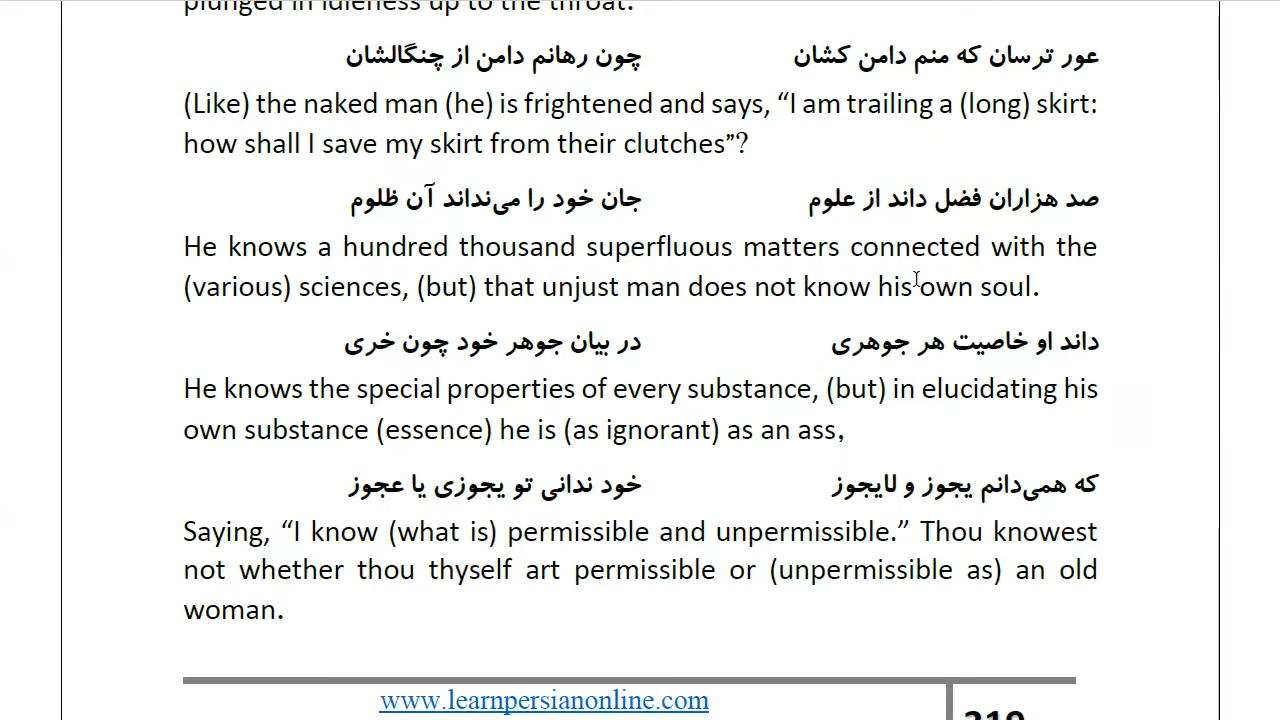 plunged in idleness up to the throat.
عور ترسان که منم دامن کشان چون رهانم دامن از چنگالشان
(Like) the naked man (he) is frightened and says, “I am trailing a (long) skirt:
how shall I save my skirt from their clutches”?
صد هزاران فضل داند از علوم جان خود را می‌نداند آن ظلوم
He knows a hundred thousand superfluous matters connected with the
(various) sciences, (but) that unjust man does not know his own soul.
داند او خاصیت هر جوهری در بیان جوهر خود چون خری
He knows the special properties of every substance, (but) in elucidating his
own substance (essence) he is (as ignorant) as an ass,
که همی‌دانم یجوز و لایجوز خود ندانی تو یجوزی یا عجوز
Saying, “I know (what is) permissible and unpermissible.” Thou knowest
not whether thou thyself art permissible or (unpermissible as) an old
woman.
www.learnpersianonline.com